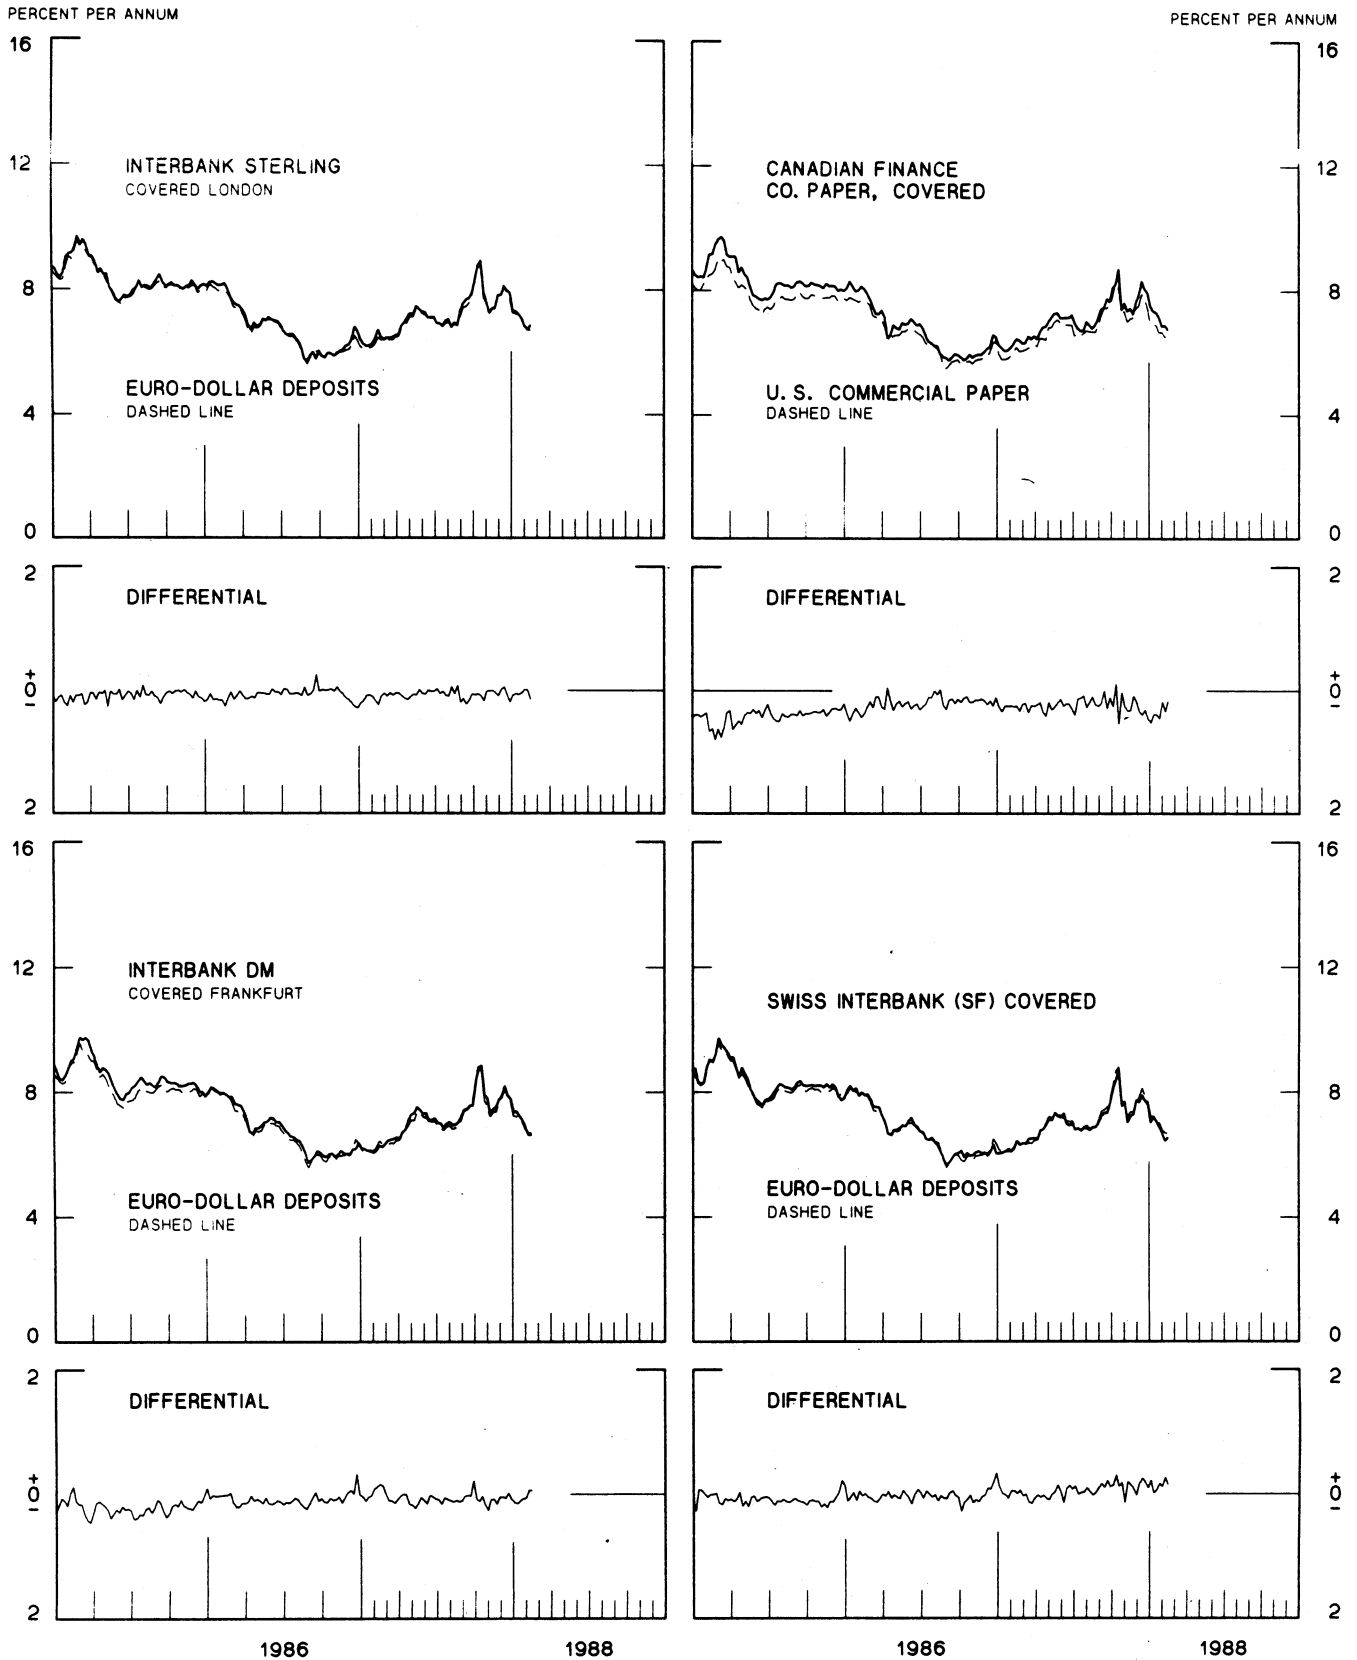 PERCENT PER ANNUM
PERCENT PER ANNUM
16
12
8
4
0
INTERBANK STERLING
COVERED LONDON
EURO-DOLLAR DEPOSITS
DASHED LINE
CANADIAN FINANCE
CO. PAPER, COVERED
U.S. COMMERCIAL PAPER
DASHED LINE
16
12
8
4
0
2
+
0
−
2
DIFFERENTIAL
DIFFERENTIAL
2
+
0
−
2
16
12
8
4
0
INTERBANK DM
COVERED FRANKFURT
EURO-DOLLAR DEPOSITS
DASHED LINE
SWISS INTERBANK (SF) COVERED
EURO-DOLLAR DEPOSITS
DASHED LINE
16
12
8
4
0
2
+
0
−
2
DIFFERENTIAL
DIFFERENTIAL
2
+
0
−
2
1986
1988
1986
1988